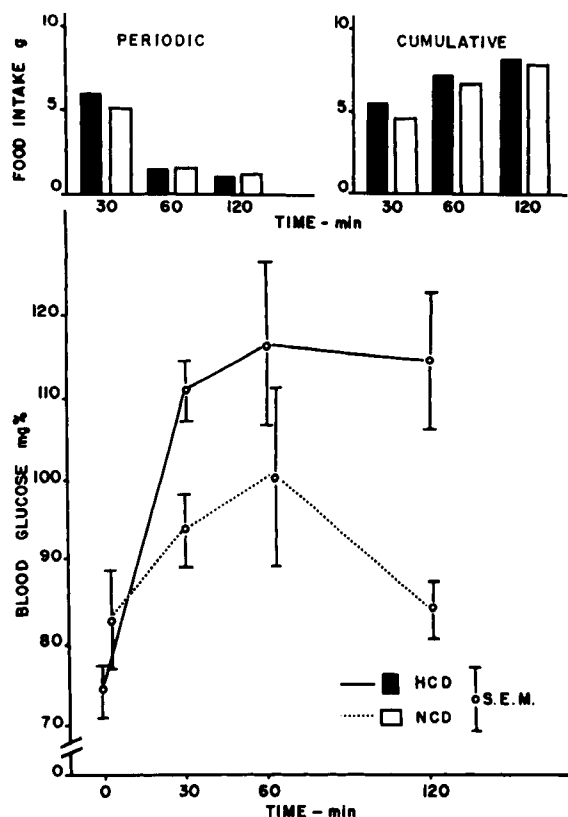 PERIODIC
CUMULATIVE
FOOD INTAKE g
10
5
0
30 60 120
10
5
0
30 60 120
TIME - min
BLOOD GLUCOSE mg%
120
110
100
90
80
70
0
HCD
NCD
S.E.M.
0 30 60 120
TIME - min